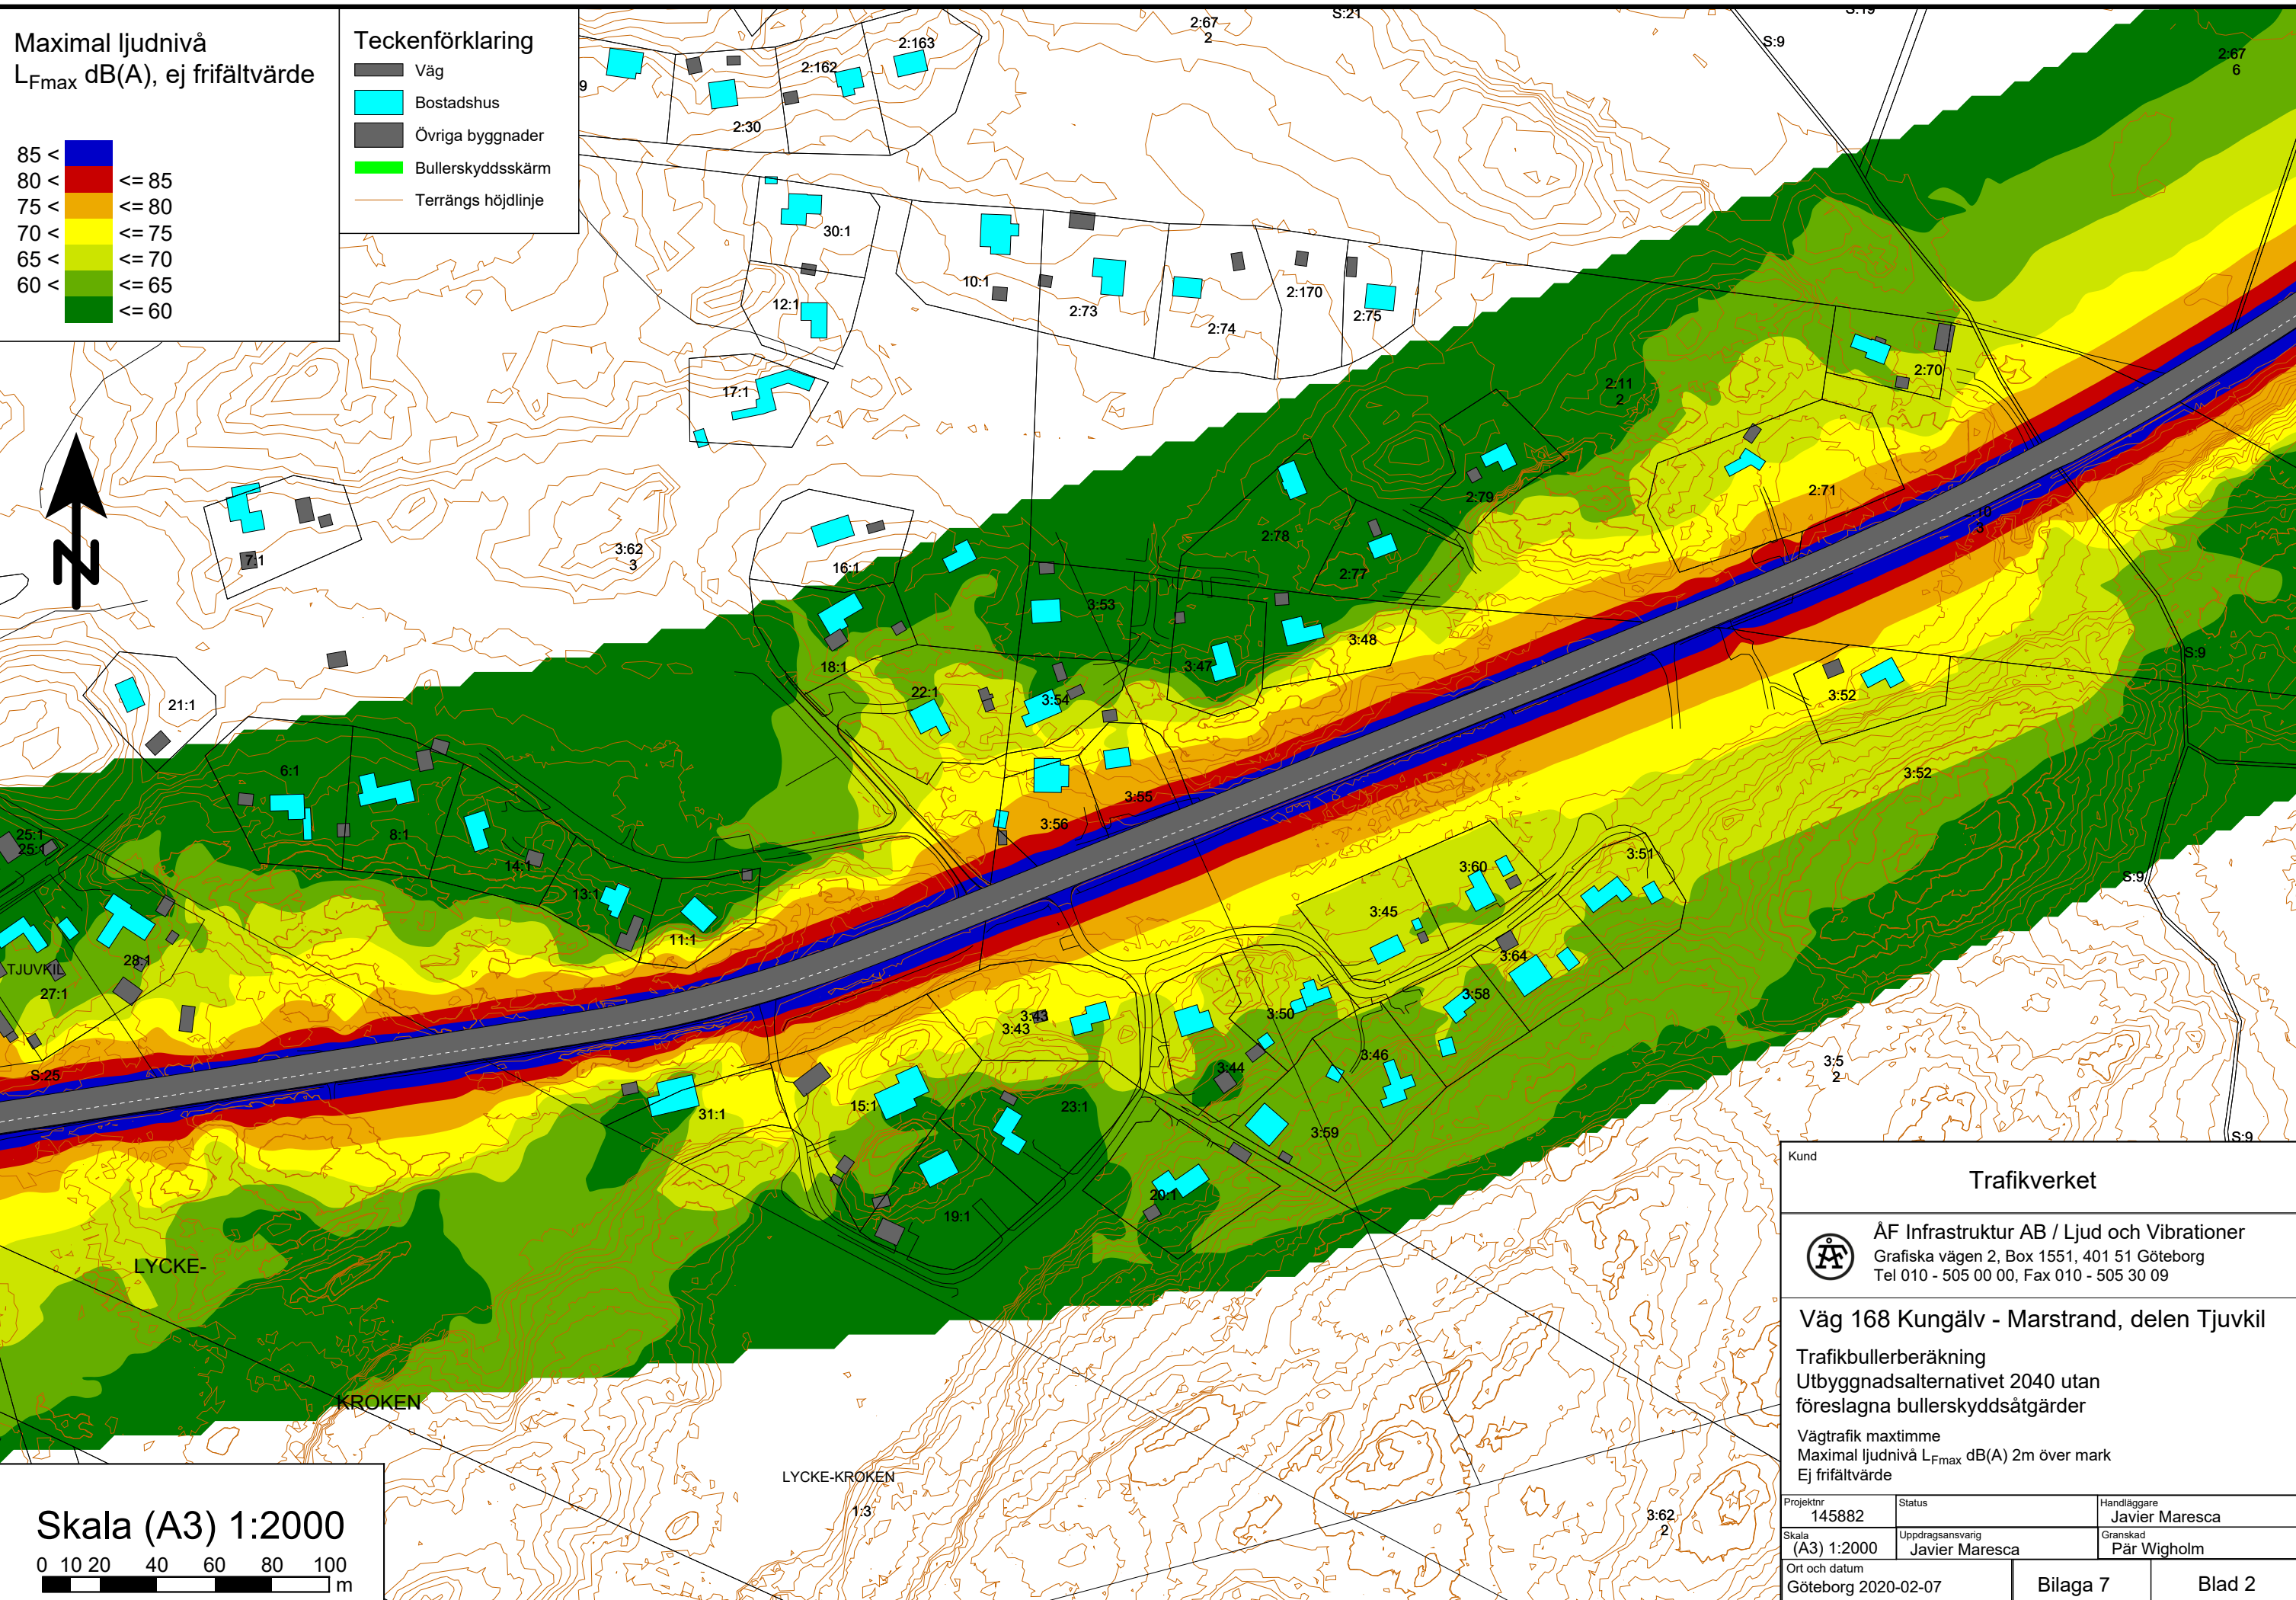 Maximal ljudnivå
LFmax dB(A), ej frifältvärde
85 <
80 < <= 85
75 < <= 80
70 < <= 75
65 < <= 70
60 < <= 65
<= 60
Teckenförklaring
Väg
Bostadshus
Övriga byggnader
Bullerskyddsskärm
Terrängs höjdlinje
9
2:30
2:162
2:163
2:67
2
S:21
S:9
S:19
2:67
6
30:1
12:1
17:1
10:1
2:73
2:74
2:170
2:75
2:11
2
2:70
2:71
10
3
7:1
3:62
3
16:1
2:78
2:77
2:79
3:53
3:47
3:48
18:1
22:1
3:54
3:55
3:56
3:52
3:52
S:9
S:9
21:1
6:1
8:1
14:1
13:1
11:1
25:1
25:1
28:1
TJUVKIL
27:1
S:25
3:60
3:51
3:45
3:64
3:58
3:50
3:43
3:43
3:44
3:46
3:59
31:1
15:1
23:1
20:1
19:1
3:5
2
S:9
LYCKE-
KROKEN
LYCKE-KROKEN
1:3
3:62
2
N
Skala (A3) 1:2000
0 10 20 40 60 80 100
m
Kund
Trafikverket
ÅF
ÅF Infrastruktur AB / Ljud och Vibrationer
Grafiska vägen 2, Box 1551, 401 51 Göteborg
Tel 010 - 505 00 00, Fax 010 - 505 30 09
Väg 168 Kungälv - Marstrand, delen Tjuvkil
Trafikbullerberäkning
Utbyggnadsalternativet 2040 utan
föreslagna bullerskyddsåtgärder
Vägtrafik maxtimme
Maximal ljudnivå LFmax dB(A) 2m över mark
Ej frifältvärde
Projektnr
145882
Status
Handläggare
Javier Maresca
Skala
(A3) 1:2000
Uppdragsansvarig
Javier Maresca
Granskad
Pär Wigholm
Ort och datum
Göteborg 2020-02-07
Bilaga 7
Blad 2